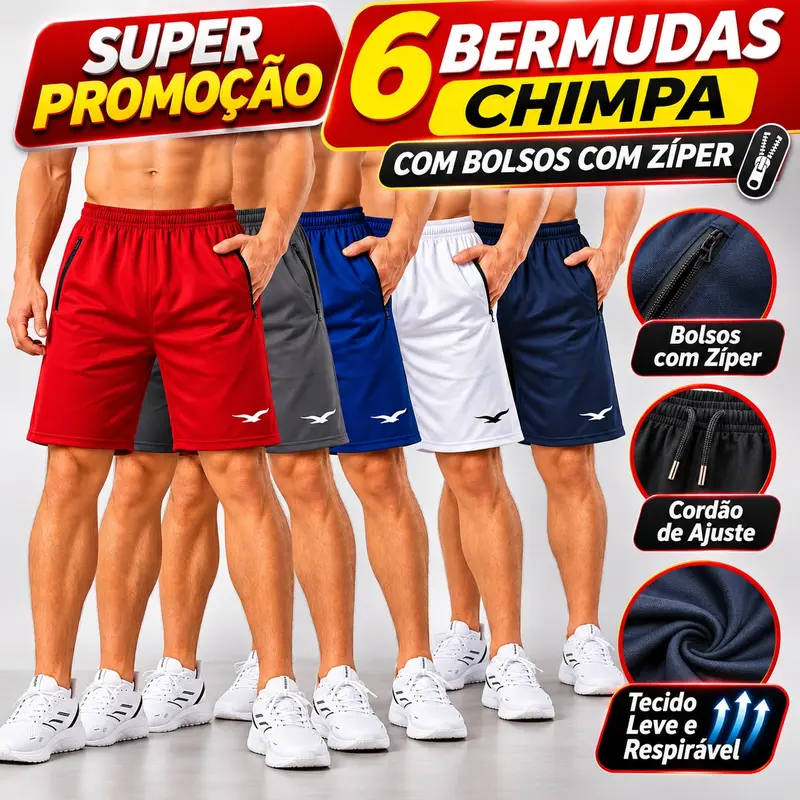 SUPER
PROMOÇÃO
6 BERMUDAS
CHIMPA
COM BOLSOS COM ZÍPER
Bolsos
com Zíper
Cordão
de Ajuste
Tecido
Leve e
Respirável